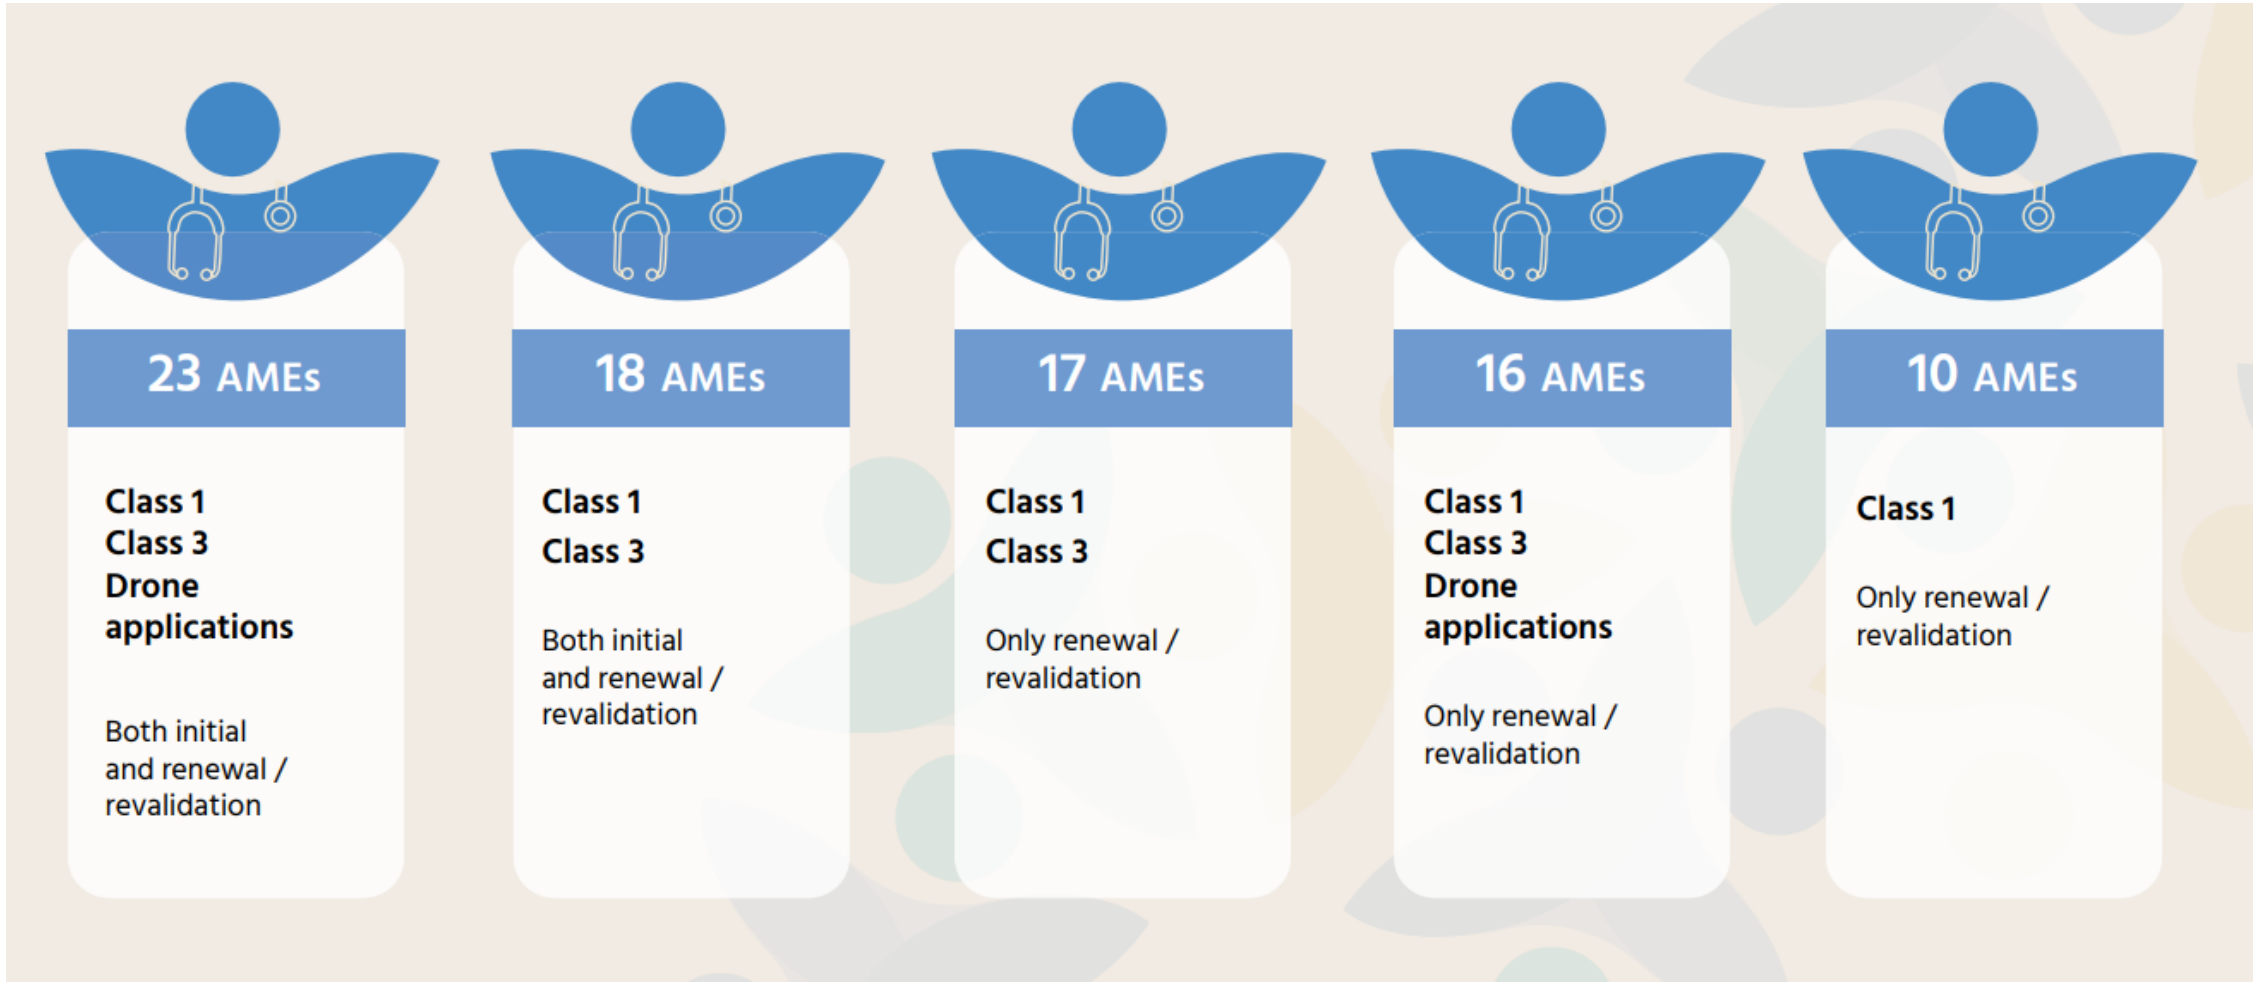 23 AMEs
Class 1
Class 3
Drone
applications
Both initial
and renewal /
revalidation
18 AMEs
Class 1
Class 3
Both initial
and renewal /
revalidation
17 AMEs
Class 1
Class 3
Only renewal /
revalidation
16 AMEs
Class 1
Class 3
Drone
applications
Only renewal /
revalidation
10 AMEs
Class 1
Only renewal /
revalidation